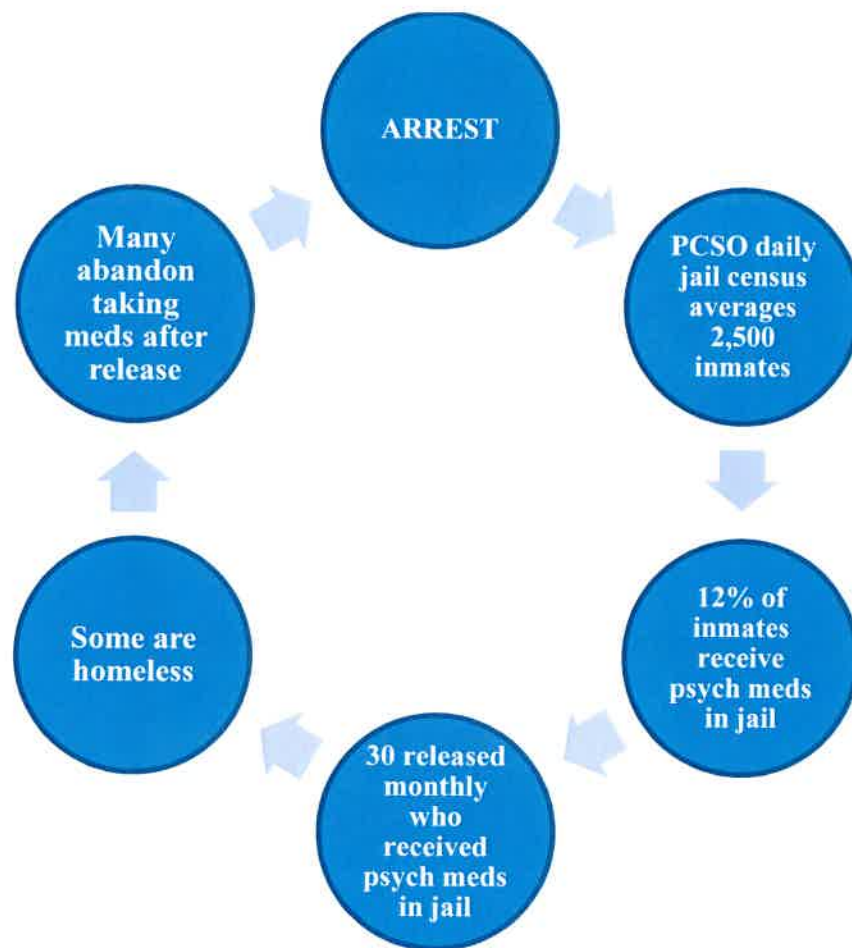 ARREST
PCSO daily
jail census
averages
2,500
inmates
12% of
inmates
receive
psych meds
in jail
30 released
monthly
who
received
psych meds
in jail
Some are
homeless
Many
abandon
taking
meds after
release